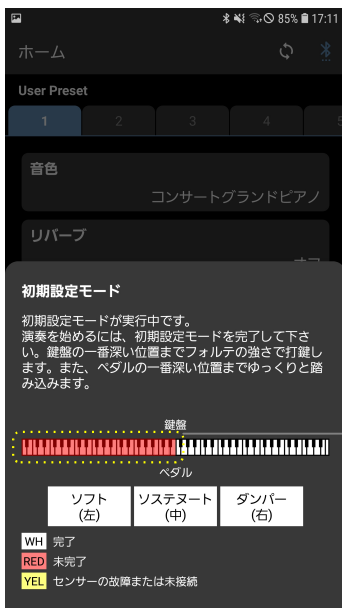 85% 17:11
ホーム
User Preset
1 2 3 4
音色
コンサートグランドピアノ
リバーブ
初期設定モード
初期設定モードが実行中です。
演奏を始めるには、初期設定モードを完了して下さ
い。鍵盤の一番深い位置までフォルテの強さで打鍵し
ます。また、ペダルの一番深い位置までゆっくりと踏
み込みます。
鍵盤
ペダル
ソフト
(左)
ソステヌート
(中)
ダンパー
(右)
WH 完了
RED 未完了
YEL センサーの故障または未接続